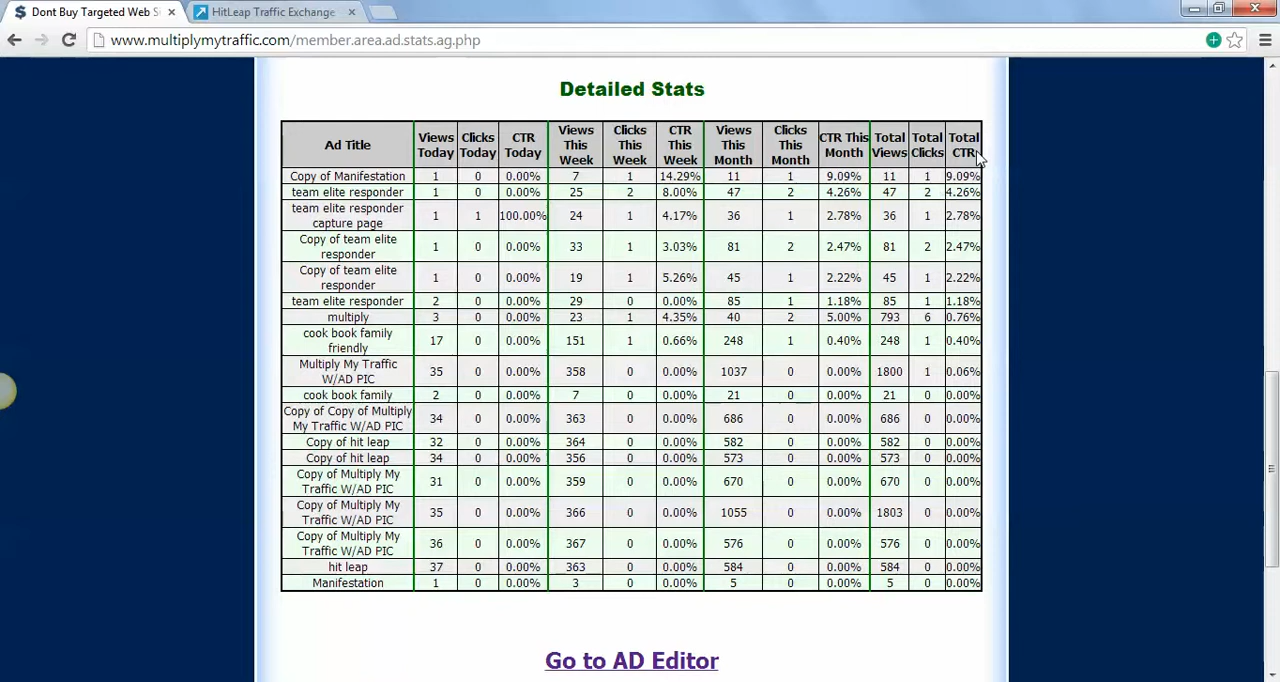 Dont Buy Targeted Web S
HitLeap Traffic Exchange
www.multiplymytraffic.com/member.area.ad.stats.ag.php
Detailed Stats
Ad Title Views Today Clicks Today CTR Today Views This Week Clicks This Week CTR This Week Views This Month Clicks This Month CTR This Month Total Views Total Clicks Total CTR
Copy of Manifestation 1 0 0.00% 7 1 14.29% 11 1 9.09% 11 1 9.09%
team elite responder 1 0 0.00% 25 2 8.00% 47 2 4.26% 47 2 4.26%
team elite responder capture page 1 1 100.00% 24 1 4.17% 36 1 2.78% 36 1 2.78%
Copy of team elite responder 1 0 0.00% 33 1 3.03% 81 2 2.47% 81 2 2.47%
Copy of team elite responder 1 0 0.00% 19 1 5.26% 45 1 2.22% 45 1 2.22%
team elite responder 2 0 0.00% 29 0 0.00% 85 1 1.18% 85 1 1.18%
multiply 3 0 0.00% 23 1 4.35% 40 2 5.00% 793 6 0.76%
cook book family friendly 17 0 0.00% 151 1 0.66% 248 1 0.40% 248 1 0.40%
Multiply My Traffic W/AD PIC 35 0 0.00% 358 0 0.00% 1037 0 0.00% 1800 1 0.06%
cook book family 2 0 0.00% 7 0 0.00% 21 0 0.00% 21 0 0.00%
Copy of Copy of Multiply My Traffic W/AD PIC 34 0 0.00% 363 0 0.00% 686 0 0.00% 686 0 0.00%
Copy of hit leap 32 0 0.00% 364 0 0.00% 582 0 0.00% 582 0 0.00%
Copy of hit leap 34 0 0.00% 356 0 0.00% 573 0 0.00% 573 0 0.00%
Copy of Multiply My Traffic W/AD PIC 31 0 0.00% 359 0 0.00% 670 0 0.00% 670 0 0.00%
Copy of Multiply My Traffic W/AD PIC 35 0 0.00% 366 0 0.00% 1055 0 0.00% 1803 0 0.00%
Copy of Multiply My Traffic W/AD PIC 36 0 0.00% 367 0 0.00% 576 0 0.00% 576 0 0.00%
hit leap 37 0 0.00% 363 0 0.00% 584 0 0.00% 584 0 0.00%
Manifestation 1 0 0.00% 3 0 0.00% 5 0 0.00% 5 0 0.00%
Go to AD Editor